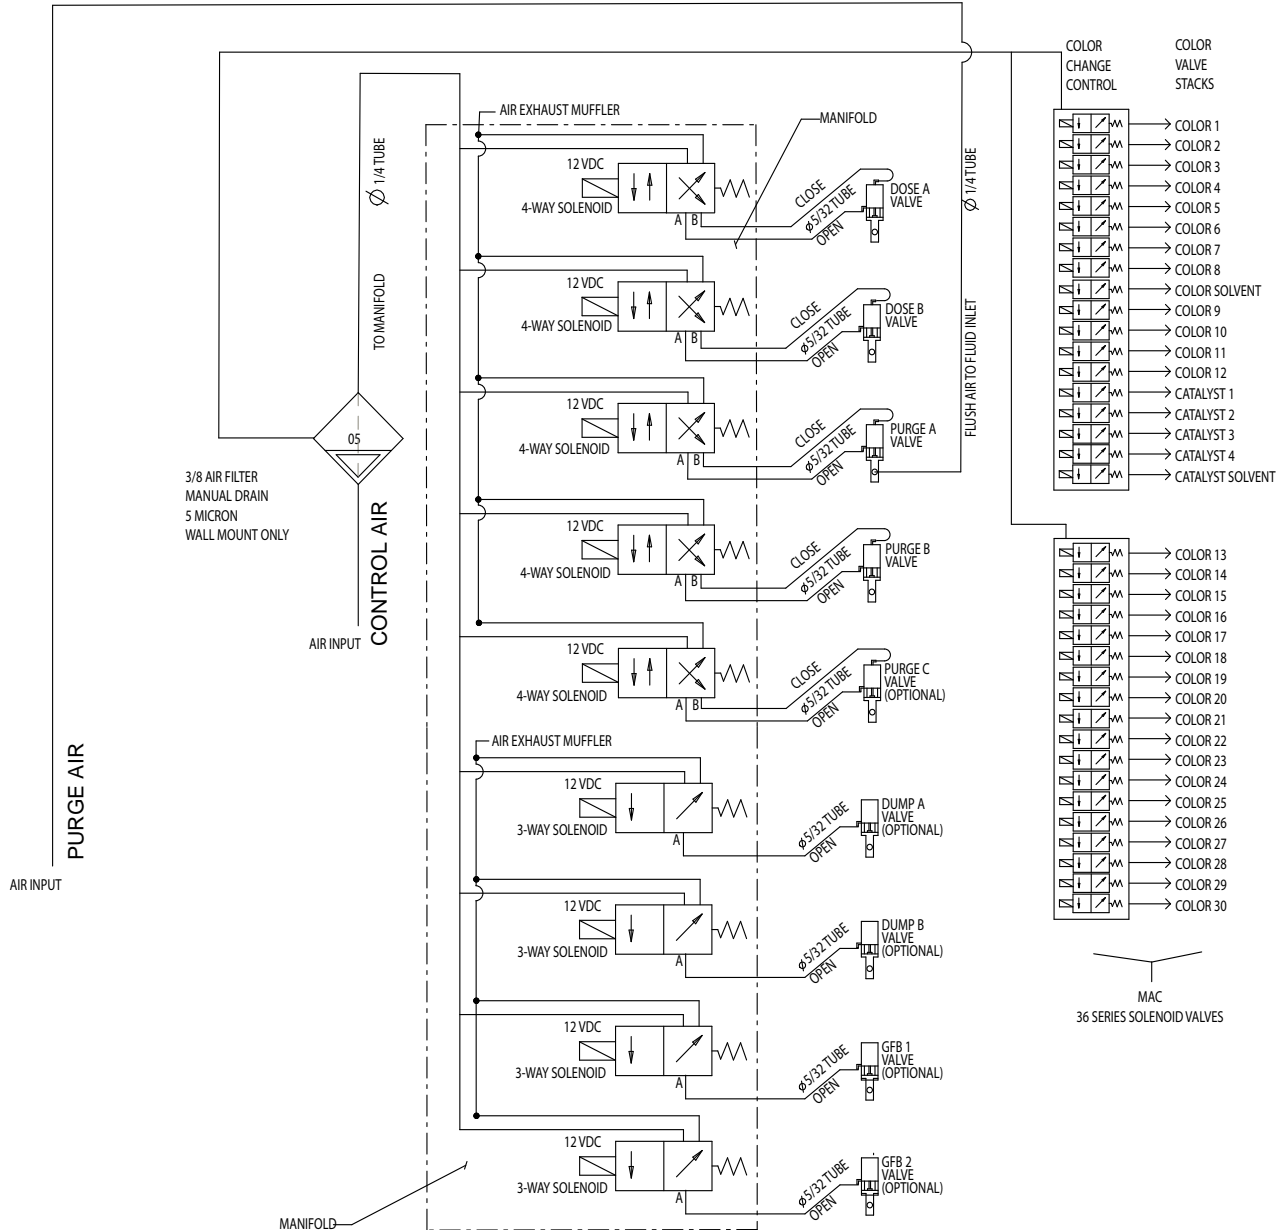 COLOR
CHANGE
CONTROL
COLOR
VALVE
STACKS
AIR EXHAUST MUFFLER
MANIFOLD
12 VDC
4-WAY SOLENOID
A B
CLOSE
Ø5/32 TUBE
OPEN
DOSE A
VALVE
12 VDC
4-WAY SOLENOID
A B
CLOSE
Ø5/32 TUBE
OPEN
DOSE B
VALVE
12 VDC
4-WAY SOLENOID
A B
CLOSE
Ø5/32 TUBE
OPEN
PURGE A
VALVE
12 VDC
4-WAY SOLENOID
A B
CLOSE
Ø5/32 TUBE
OPEN
PURGE B
VALVE
12 VDC
4-WAY SOLENOID
A B
CLOSE
Ø5/32 TUBE
OPEN
PURGE C
VALVE
(OPTIONAL)
AIR EXHAUST MUFFLER
12 VDC
3-WAY SOLENOID
A
Ø5/32 TUBE
OPEN
DUMP A
VALVE
(OPTIONAL)
12 VDC
3-WAY SOLENOID
A
Ø5/32 TUBE
OPEN
DUMP B
VALVE
(OPTIONAL)
12 VDC
3-WAY SOLENOID
A
Ø5/32 TUBE
OPEN
GFB 1
VALVE
(OPTIONAL)
12 VDC
3-WAY SOLENOID
A
Ø5/32 TUBE
OPEN
GFB 2
VALVE
(OPTIONAL)
MANIFOLD
Ø 1/4 TUBE
TO MANIFOLD
05
3/8 AIR FILTER
MANUAL DRAIN
5 MICRON
WALL MOUNT ONLY
CONTROL AIR
AIR INPUT
PURGE AIR
AIR INPUT
Ø 1/4 TUBE
FLUSH AIR TO FLUID INLET
COLOR 1
COLOR 2
COLOR 3
COLOR 4
COLOR 5
COLOR 6
COLOR 7
COLOR 8
COLOR SOLVENT
COLOR 9
COLOR 10
COLOR 11
COLOR 12
CATALYST 1
CATALYST 2
CATALYST 3
CATALYST 4
CATALYST SOLVENT
COLOR 13
COLOR 14
COLOR 15
COLOR 16
COLOR 17
COLOR 18
COLOR 19
COLOR 20
COLOR 21
COLOR 22
COLOR 23
COLOR 24
COLOR 25
COLOR 26
COLOR 27
COLOR 28
COLOR 29
COLOR 30
MAC
36 SERIES SOLENOID VALVES